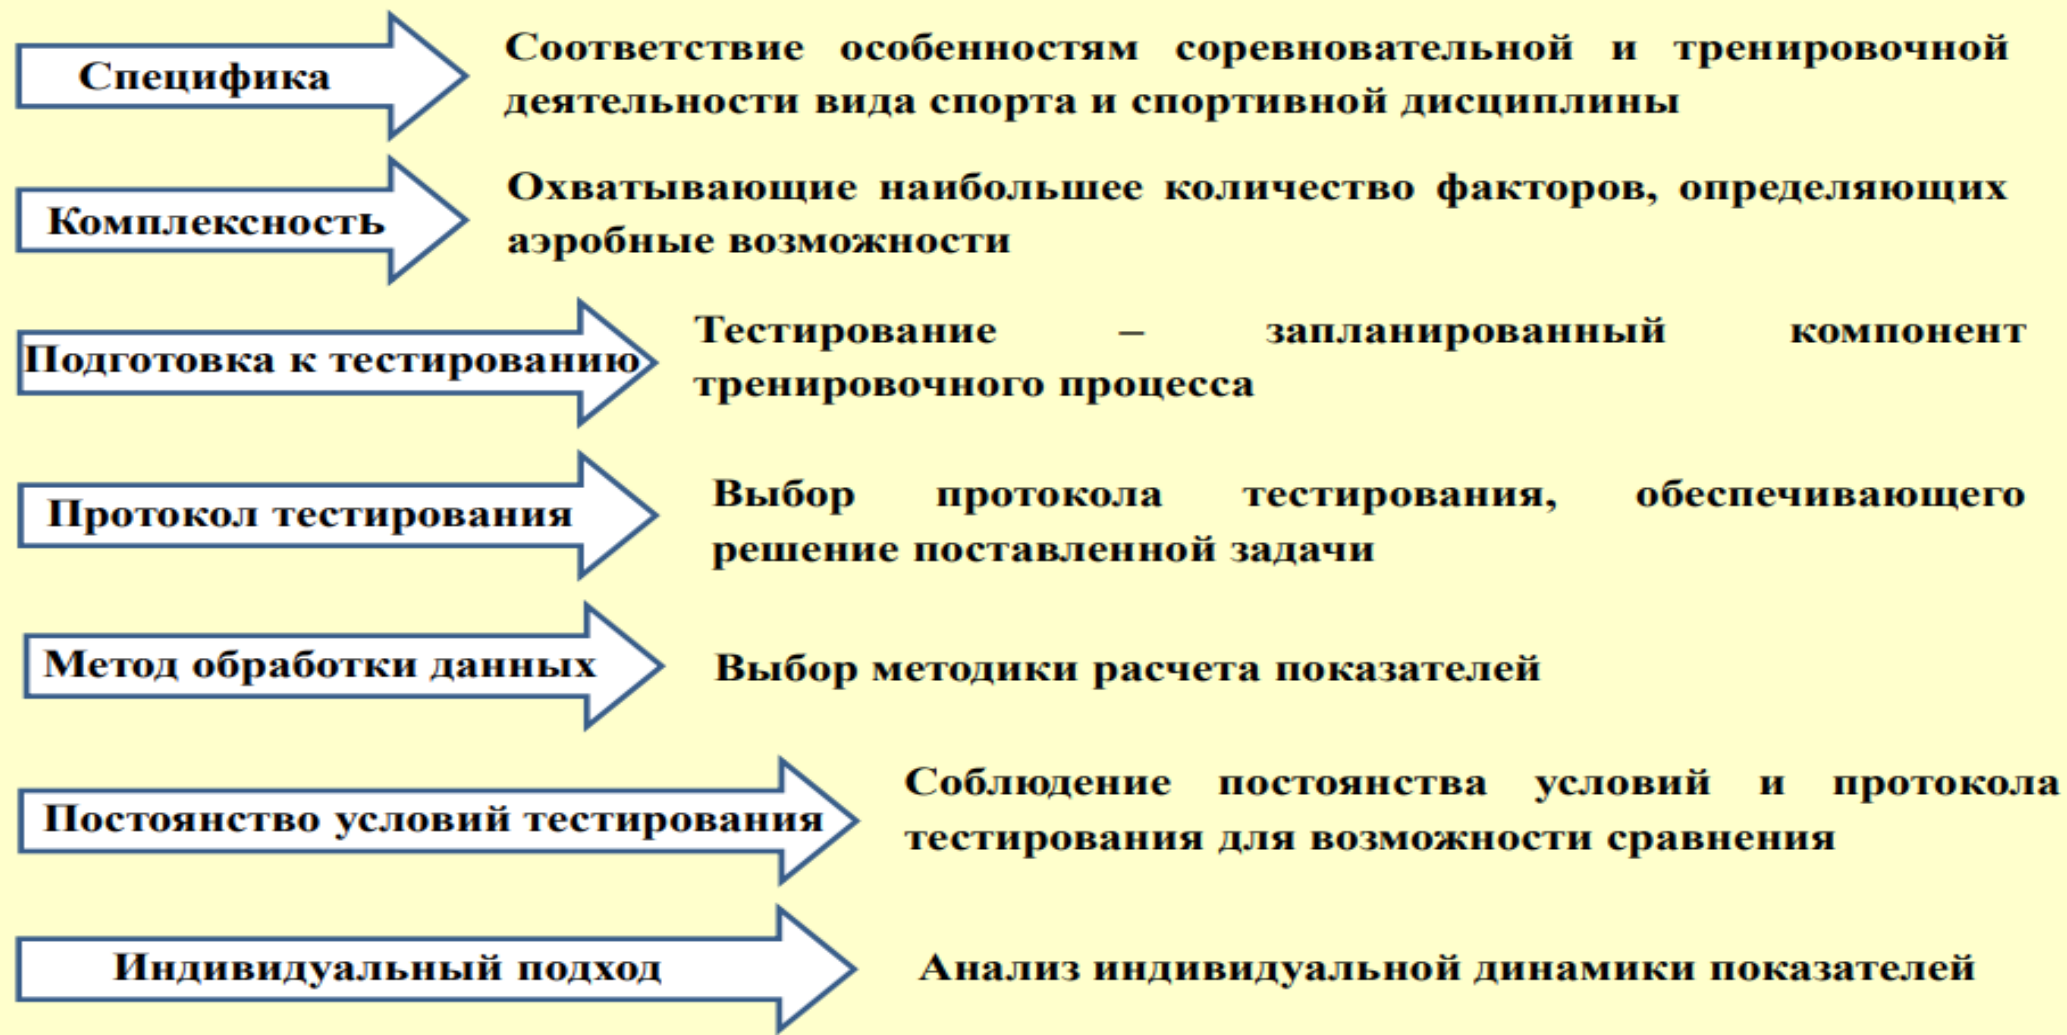 Специфика
Соответствие особенностям соревновательной и тренировочной
деятельности вида спорта и спортивной дисциплины
Комплексность
Охватывающие наибольшее количество факторов, определяющих
аэробные возможности
Подготовка к тестированию
Тестирование – запланированный компонент
тренировочного процесса
Протокол тестирования
Выбор протокола тестирования, обеспечивающего
решение поставленной задачи
Метод обработки данных
Выбор методики расчета показателей
Постоянство условий тестирования
Соблюдение постоянства условий и протокола
тестирования для возможности сравнения
Индивидуальный подход
Анализ индивидуальной динамики показателей